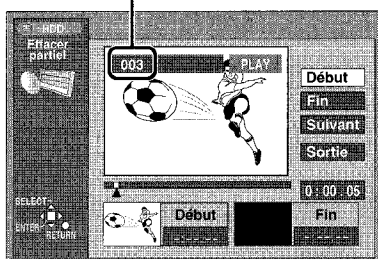 HDD
Effacer
partiel
003 PLAY
Début
Fin
Suivant
Sortie
0:00.05
SELECT
ENTER
RETURN
Début
Fin
--:--.--
--:--.--